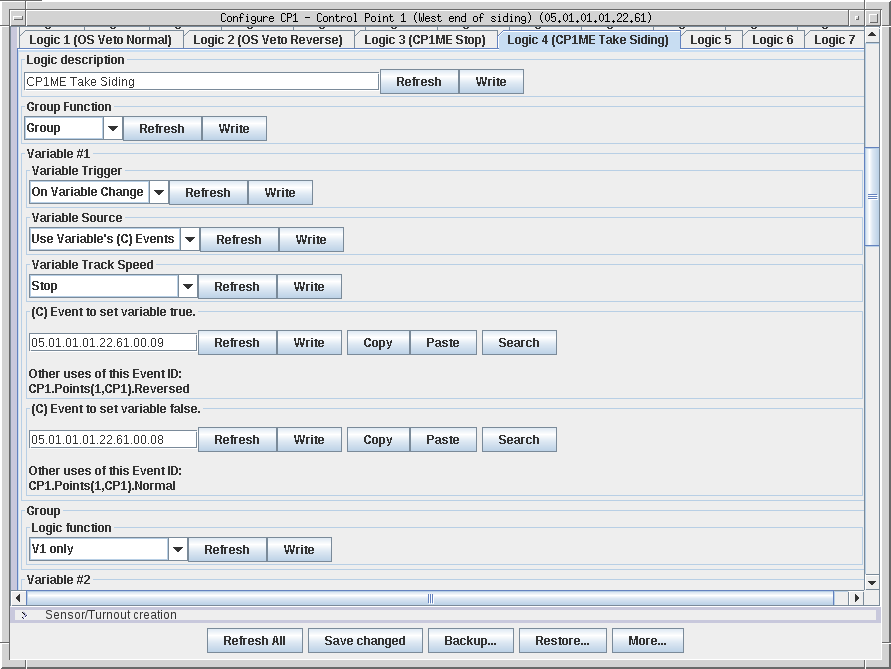 Configure CP1 - Control Point 1 (West end of siding) (05.01.01.01.22.61)
Logic 1 (OS Veto Normal) Logic 2 (OS Veto Reverse) Logic 3 (CP1ME Stop) Logic 4 (CP1ME Take Siding) Logic 5 Logic 6 Logic 7
Logic description
CP1ME Take Siding Refresh Write
Group Function
Group Refresh Write
Variable #1
Variable Trigger
On Variable Change Refresh Write
Variable Source
Use Variable's (C) Events Refresh Write
Variable Track Speed
Stop Refresh Write
(C) Event to set variable true.
05.01.01.01.22.61.00.09 Refresh Write Copy Paste Search
Other uses of this Event ID:
CP1.Points(1,CP1).Reversed
(C) Event to set variable false.
05.01.01.01.22.61.00.08 Refresh Write Copy Paste Search
Other uses of this Event ID:
CP1.Points(1,CP1).Normal
Group
Logic function
V1 only Refresh Write
Variable #2
Sensor/Turnout creation
Refresh All Save changed Backup... Restore... More...